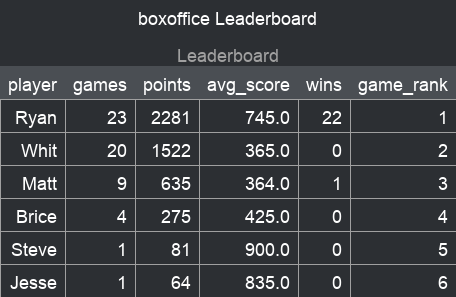 boxoffice Leaderboard
Leaderboard
player games points avg_score wins game_rank
Ryan 23 2281 745.0 22 1
Whit 20 1522 365.0 0 2
Matt 9 635 364.0 1 3
Brice 4 275 425.0 0 4
Steve 1 81 900.0 0 5
Jesse 1 64 835.0 0 6